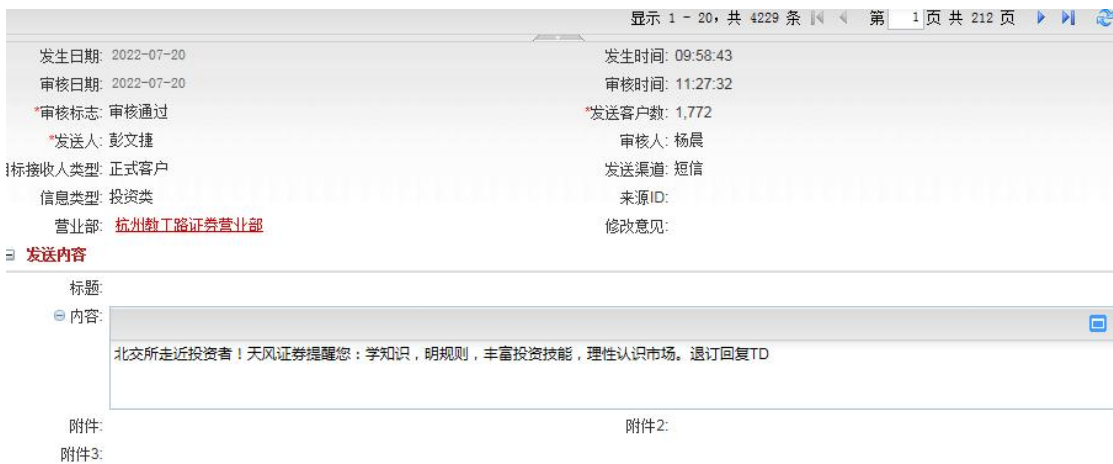 显示 1 - 20，共 4229 条 第 1 页 共 212 页
发生日期: 2022-07-20 发生时间: 09:58:43
审核日期: 2022-07-20 审核时间: 11:27:32
*审核标志: 审核通过 *发送客户数: 1,772
*发送人: 彭文捷 审核人: 杨晨
标接收人类型: 正式客户 发送渠道: 短信
信息类型: 投资类 来源ID:
营业部: 杭州教工路证券营业部 修改意见:
发送内容
标题:
内容:
北交所走近投资者！天风证券提醒您：学知识，明规则，丰富投资技能，理性认识市场。退订回复TD
附件: 附件2:
附件3: